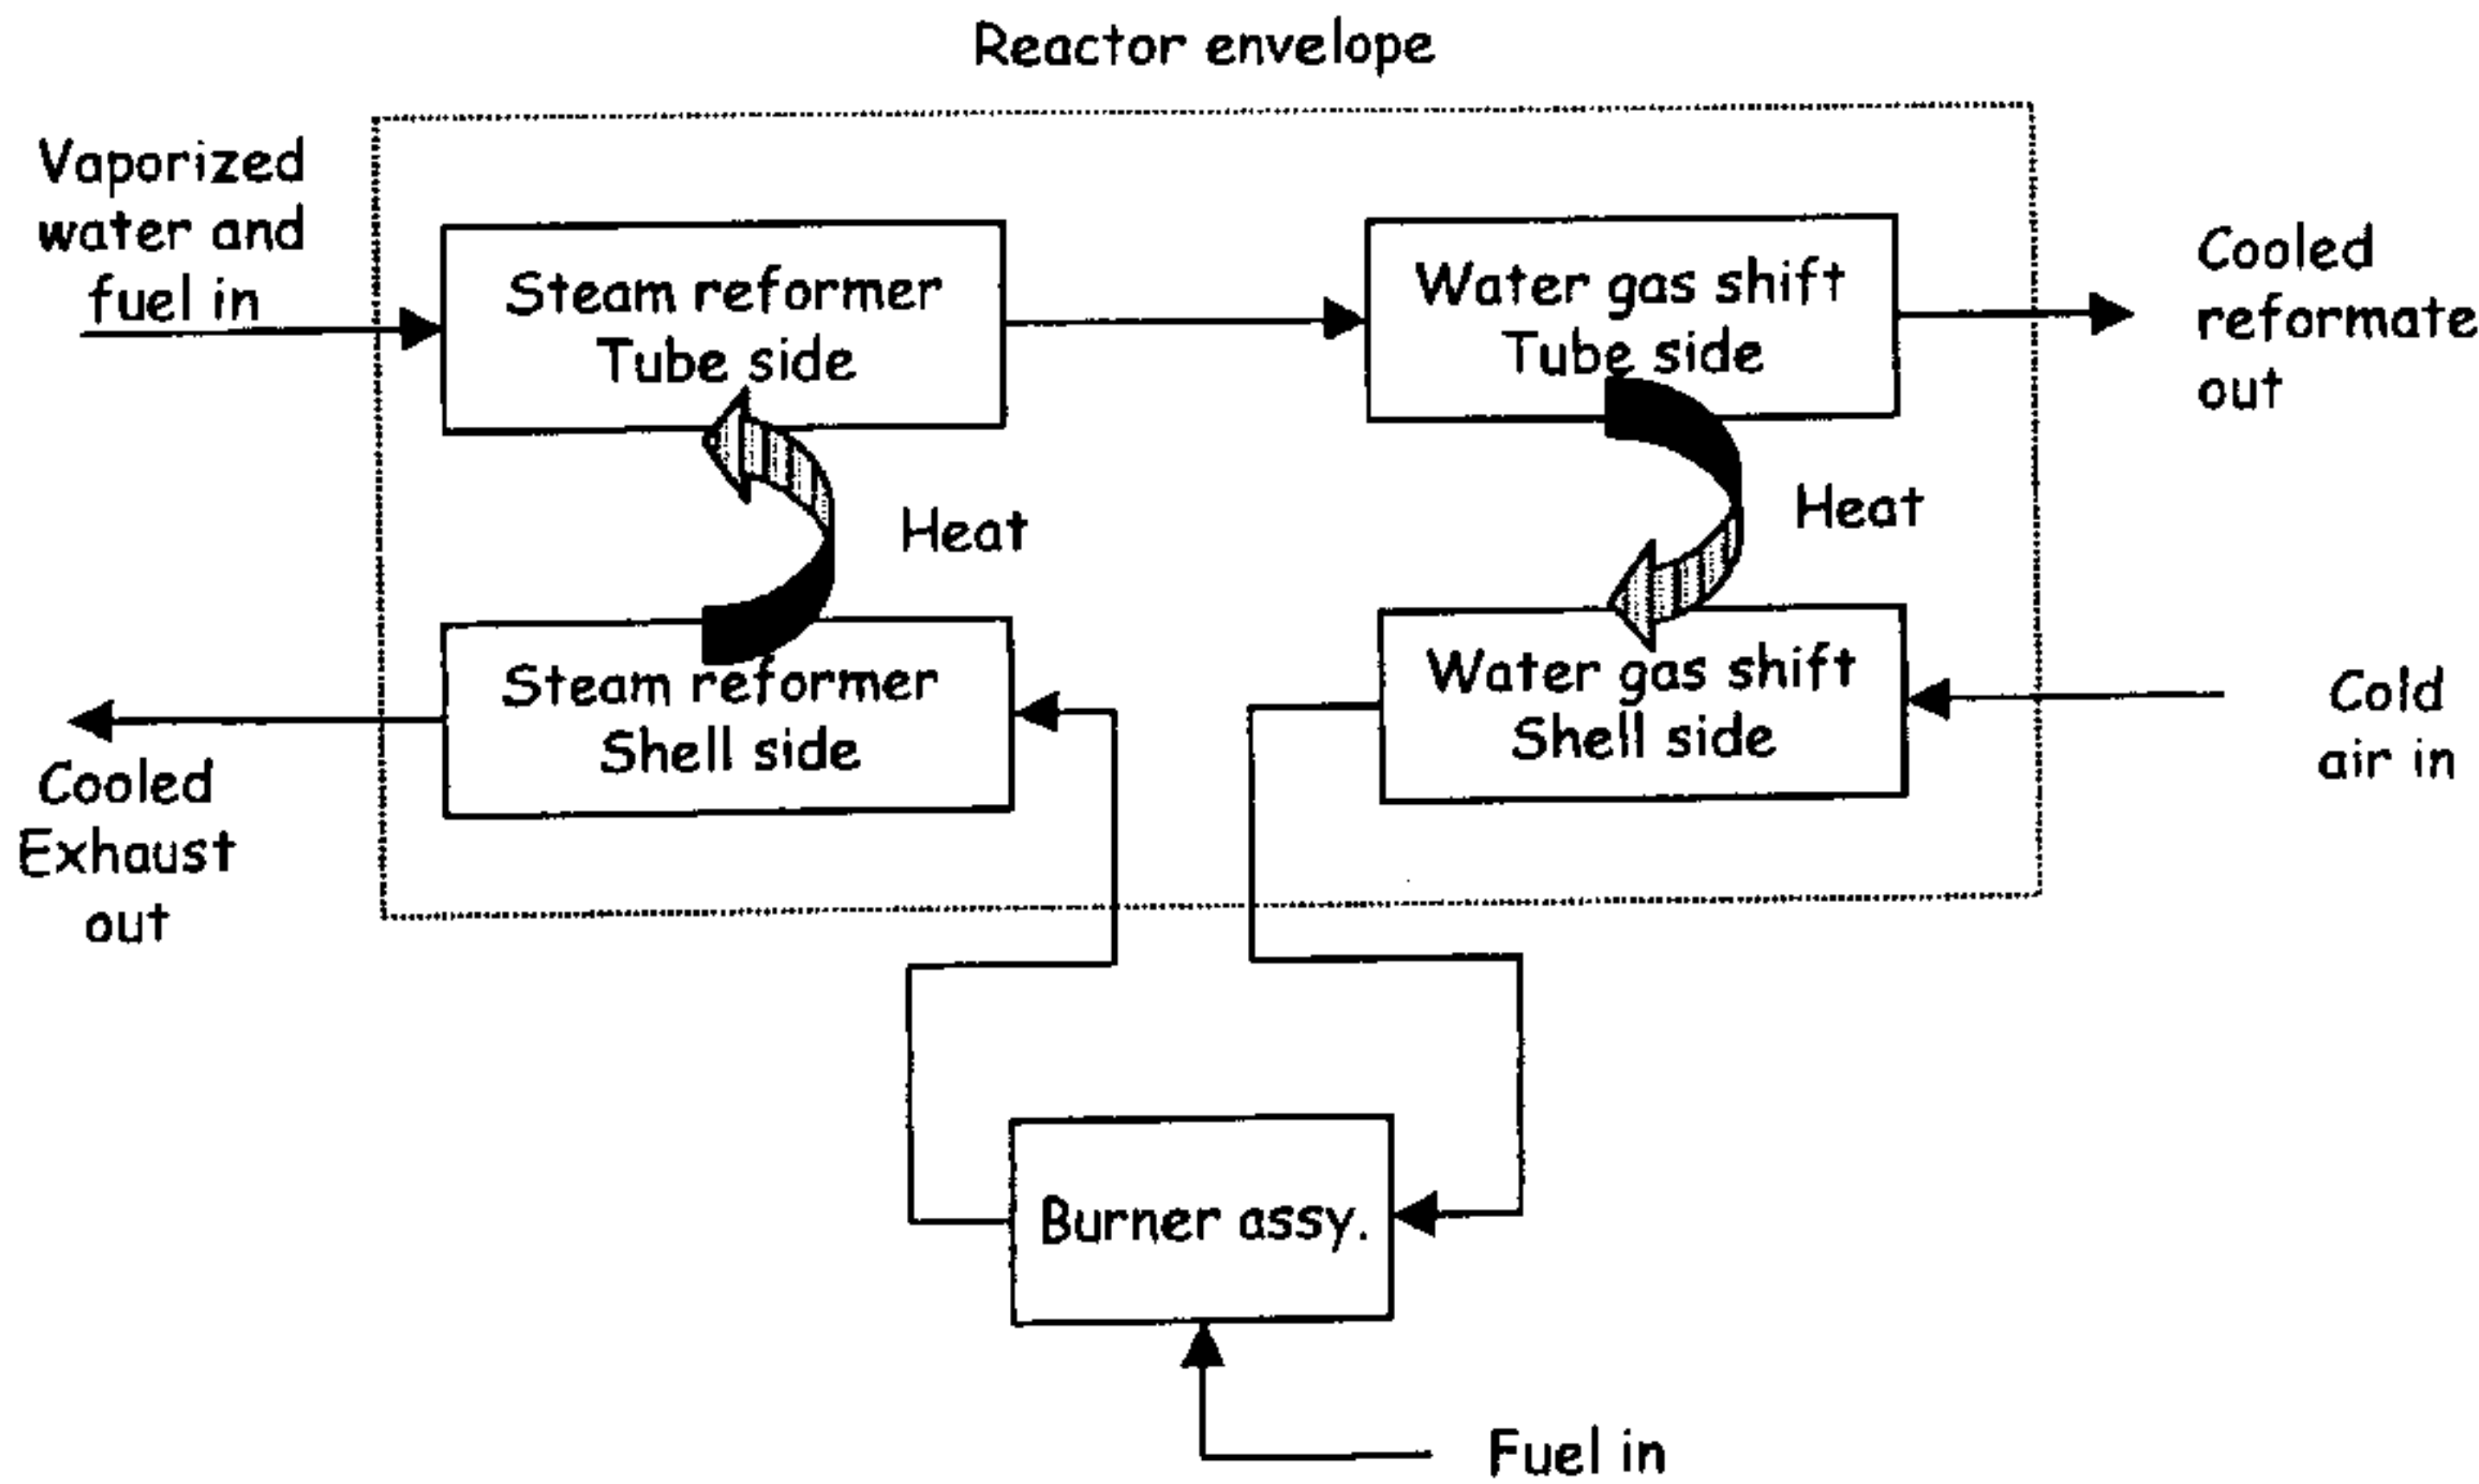 Reactor envelope
Vaporized
water and
fuel in
Steam reformer
Tube side
Water gas shift
Tube side
Cooled
reformate
out
Heat
Heat
Steam reformer
Shell side
Water gas shift
Shell side
Cold
air in
Cooled
Exhaust
out
Burner assy.
Fuel in